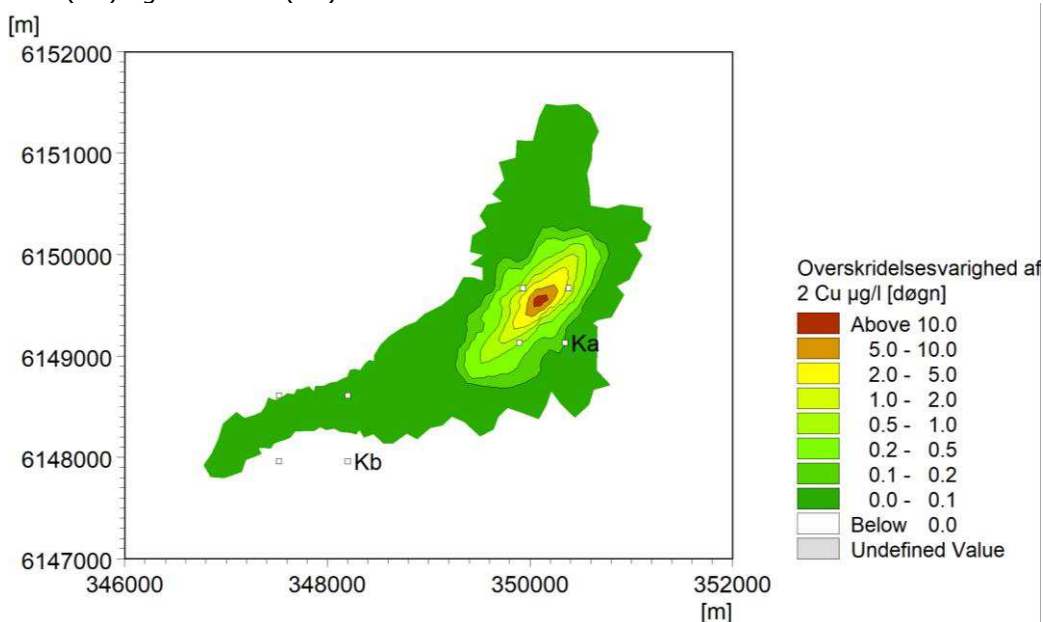 [m]
6152000
6151000
6150000
6149000
6148000
6147000
346000 348000 350000 352000
[m]
Ka
Kb
Overskridelsesvarighed af
2 Cu µg/l [døgn]
Above 10.0
5.0 - 10.0
2.0 - 5.0
1.0 - 2.0
0.5 - 1.0
0.2 - 0.5
0.1 - 0.2
0.0 - 0.1
Below 0.0
Undefined Value